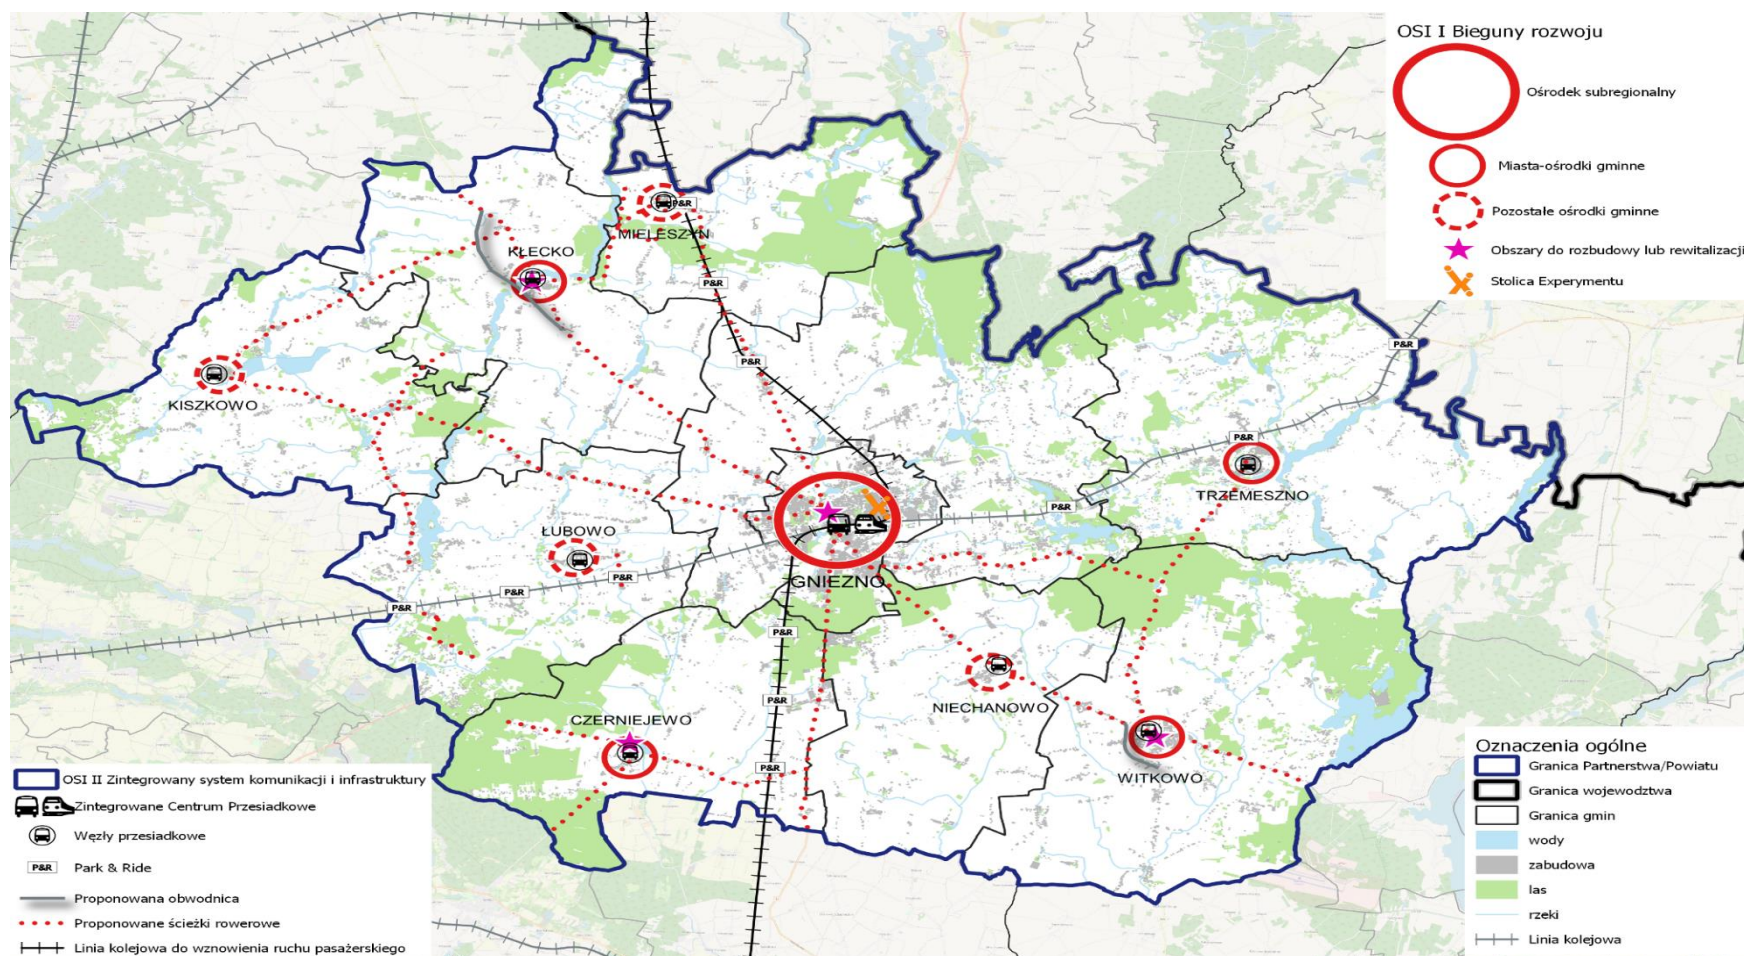 OSI I Bieguny rozwoju
Ośrodek subregionalny
Miasta-ośrodki gminne
Pozostałe ośrodki gminne
Obszary do rozbudowy lub rewitalizacji
Stolica Experymentu
P&R
MIELESZYN
KŁECKO
P&R
P&R
P&R
KISZKOWO
P&R
TRZEMESZNO
P&R
ŁUBOWO
P&R
GNIEZNO
P&R
P&R
P&R
P&R
NIECHANOWO
CZERNIEJEWO
P&R
WITKOWO
OSI II Zintegrowany system komunikacji i infrastruktury
Zintegrowane Centrum Przesiadkowe
Węzły przesiadkowe
P&R Park & Ride
Proponowana obwodnica
Proponowane ścieżki rowerowe
Linia kolejowa do wznowienia ruchu pasażerskiego
Oznaczenia ogólne
Granica Partnerstwa/Powiatu
Granica wojewodztwa
Granica gmin
wody
zabudowa
las
rzeki
Linia kolejowa